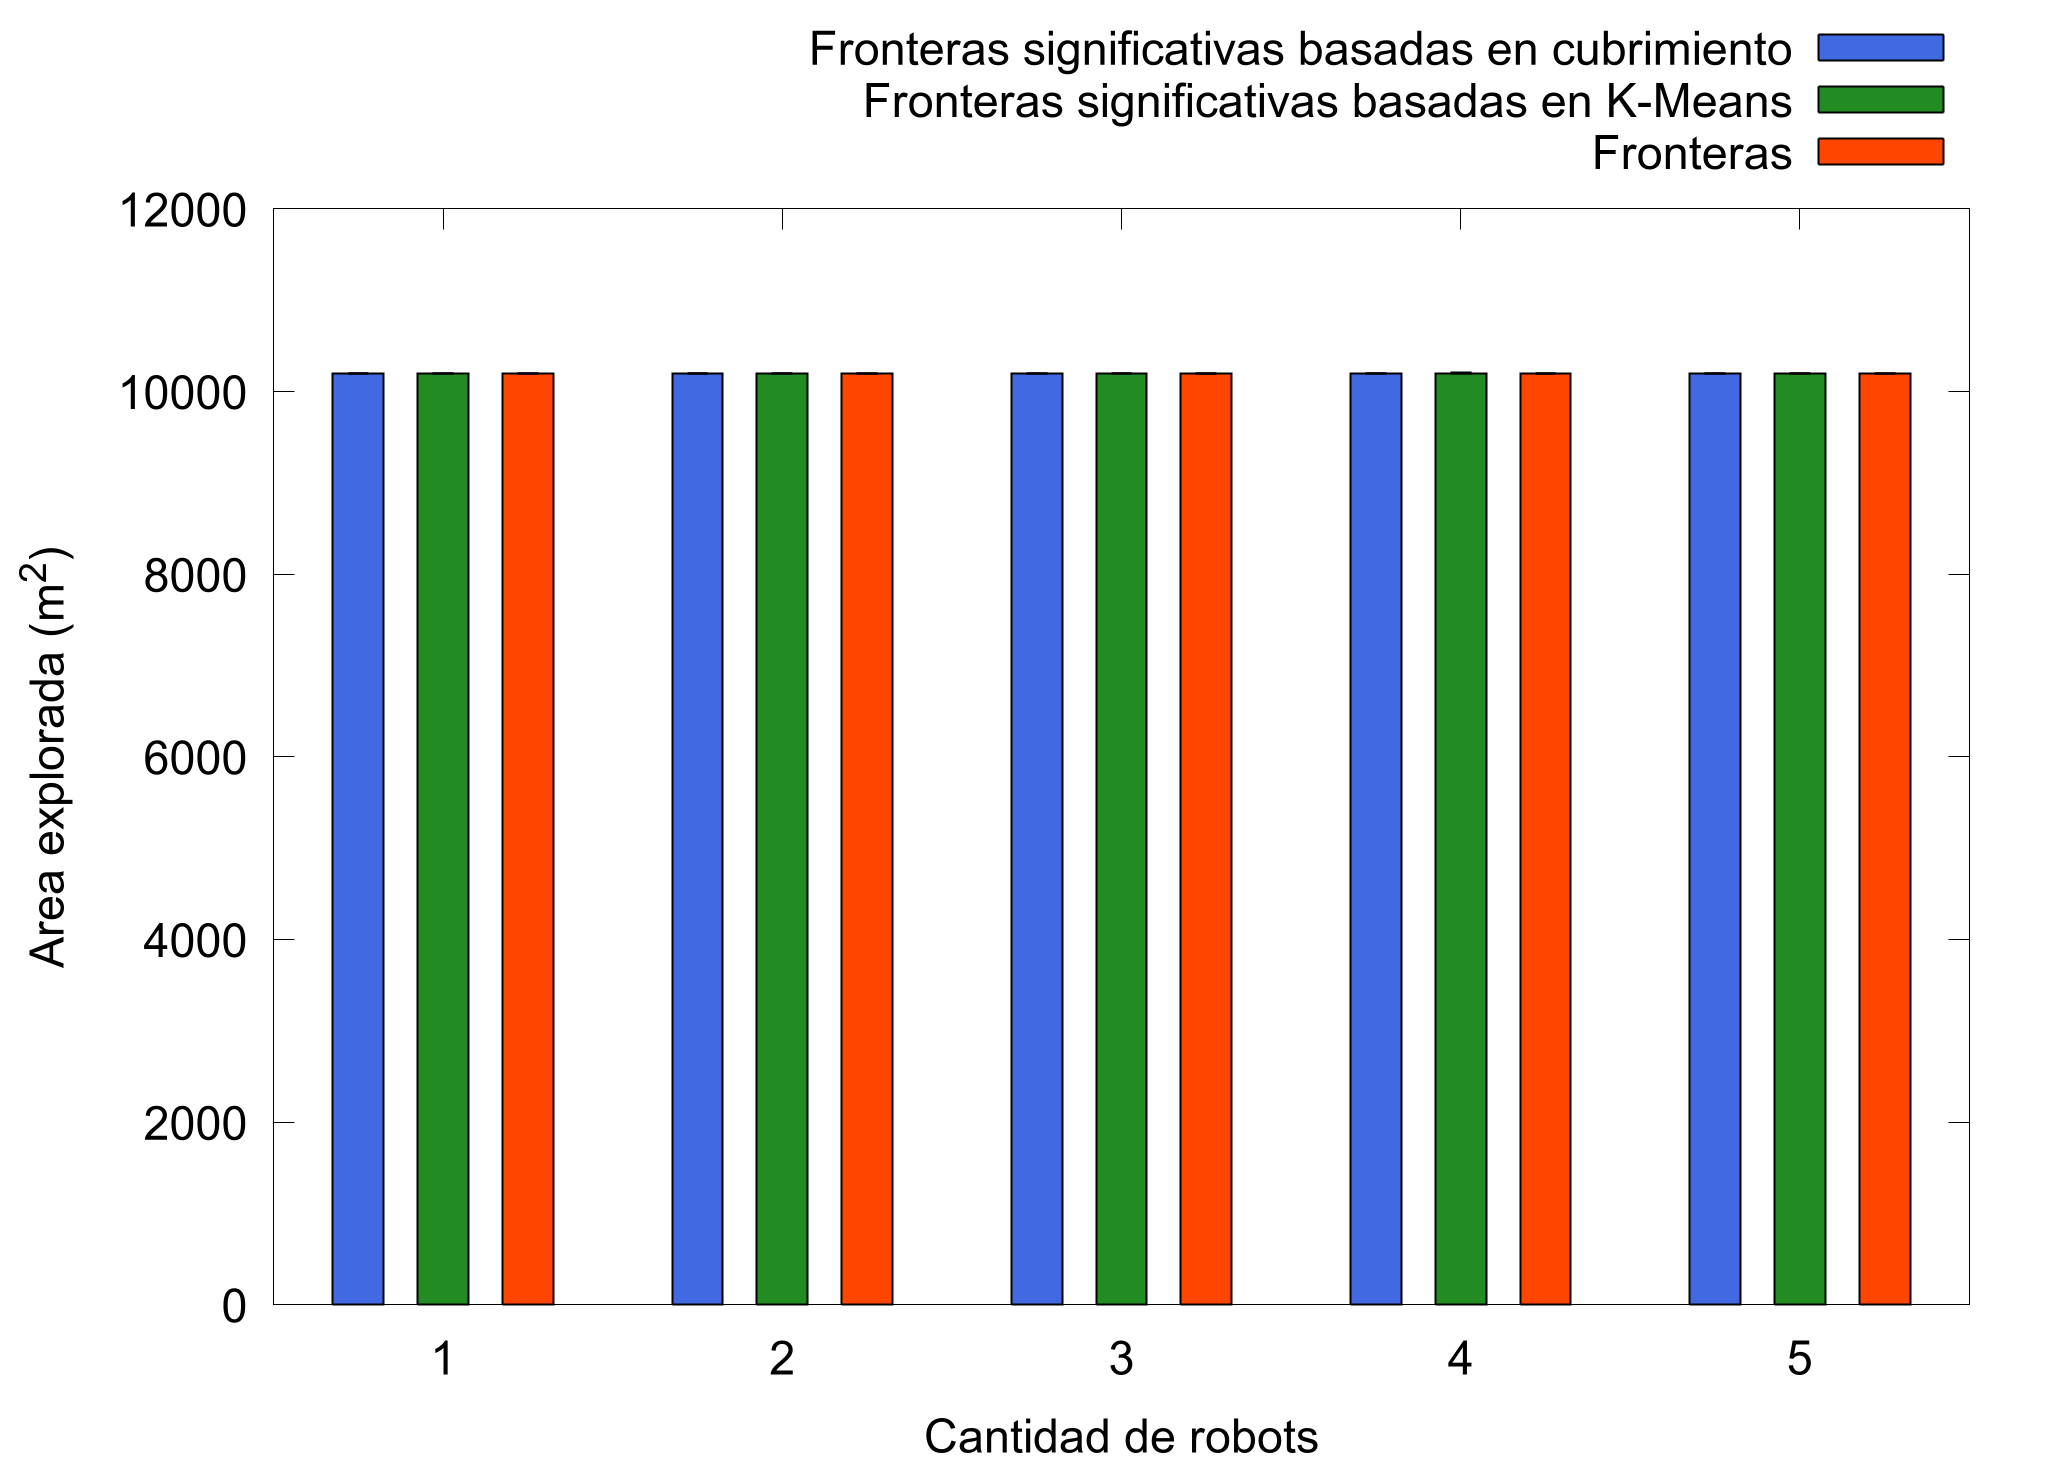 Fronteras significativas basadas en cubrimiento
Fronteras significativas basadas en K-Means
Fronteras
12000
10000
8000
6000
4000
2000
0
Area explorada (m²)
1 2 3 4 5
Cantidad de robots